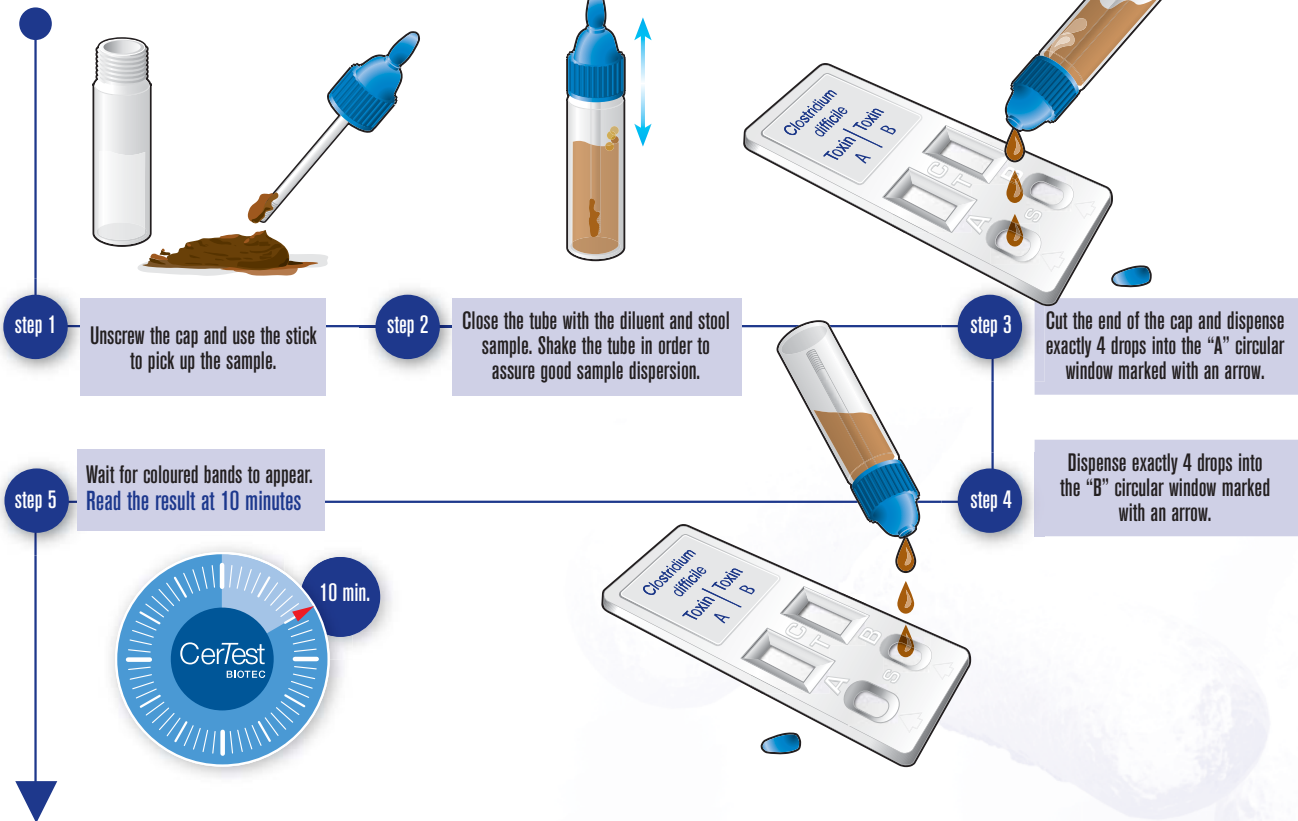 Clostridium
difficile
Toxin | Toxin
A | B
C
T
B
A
S
step 1
Unscrew the cap and use the stick
to pick up the sample.
step 2
Close the tube with the diluent and stool
sample. Shake the tube in order to
assure good sample dispersion.
step 3
Cut the end of the cap and dispense
exactly 4 drops into the “A” circular
window marked with an arrow.
step 4
Dispense exactly 4 drops into
the “B” circular window marked
with an arrow.
step 5
Wait for coloured bands to appear.
Read the result at 10 minutes
10 min.
CerTest
BIOTEC
Clostridium
difficile
Toxin | Toxin
A | B
C
T
B
A
S